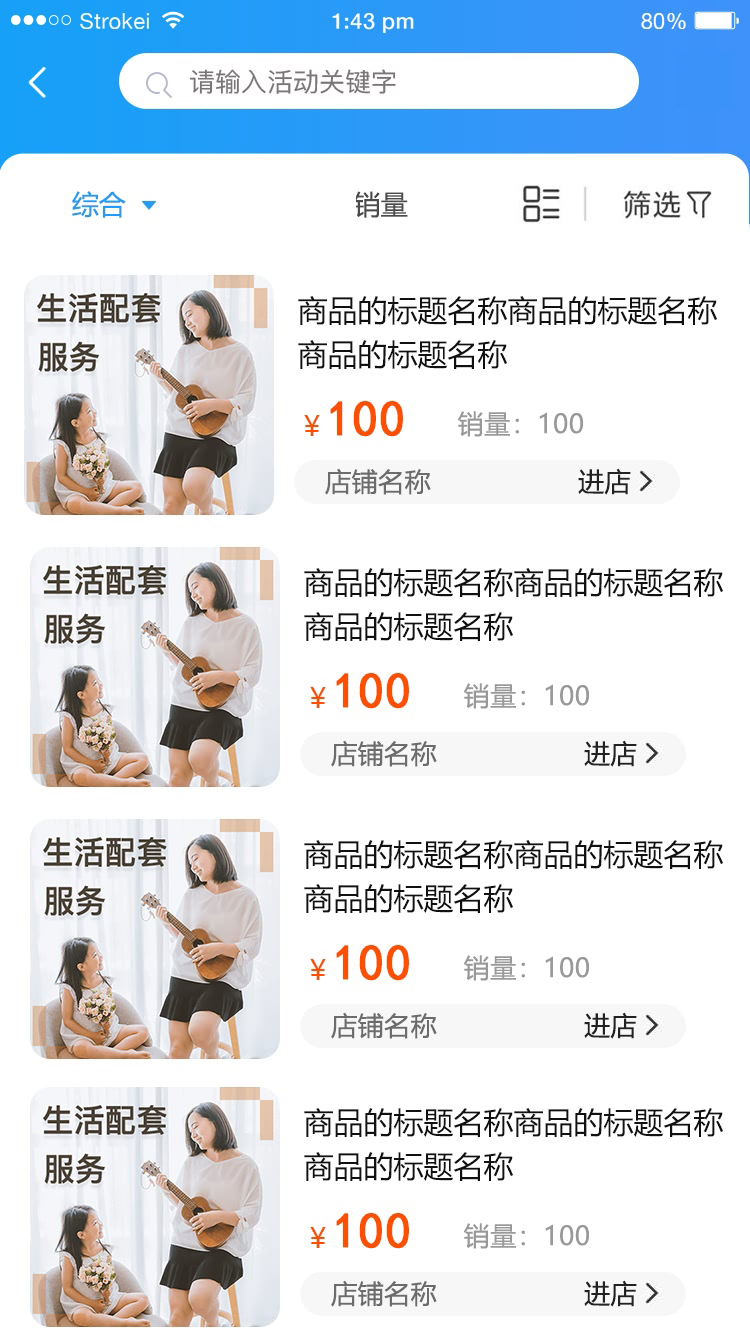 Strokei 1:43 pm 80%
请输入活动关键字
综合 销量 筛选
生活配套
服务
商品的标题名称商品的标题名称
商品的标题名称
¥100 销量：100
店铺名称 进店
生活配套
服务
商品的标题名称商品的标题名称
商品的标题名称
¥100 销量：100
店铺名称 进店
生活配套
服务
商品的标题名称商品的标题名称
商品的标题名称
¥100 销量：100
店铺名称 进店
生活配套
服务
商品的标题名称商品的标题名称
商品的标题名称
¥100 销量：100
店铺名称 进店